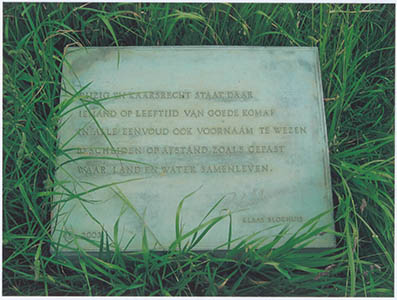 KAARSRECHT STAAT DAAR
IEMAND OP LEEFTIJD VAN GOEDE KOMAF
IN ALLE EENVOUD OOK VOORNAAM TE WEZEN
BESCHEIDEN OP AFSTAND ZOALS GEPAST
WAAR LAND EN WATER SAMENLEVEN.
KLAAS BLOKHUIS